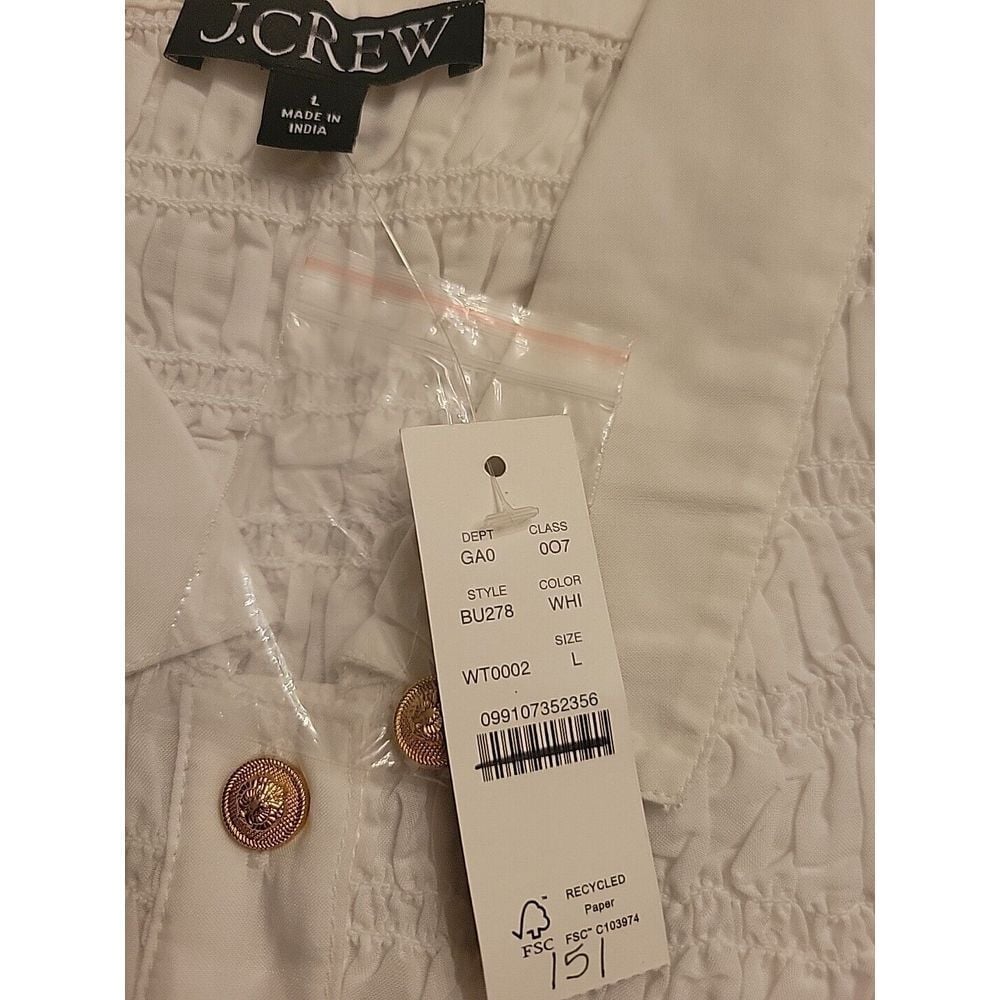 J.CREW
L
MADE IN
INDIA
DEPT CLASS
GA0 0O7
STYLE COLOR
BU278 WHI
SIZE
WT0002 L
099107352356
RECYCLED
Paper
FSC FSC™ C103974
151